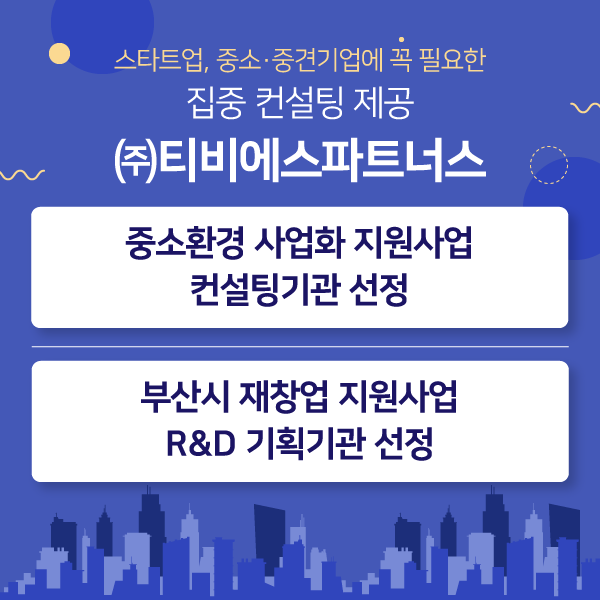 스타트업, 중소·중견기업에 꼭 필요한
집중 컨설팅 제공
㈜티비에스파트너스
중소환경 사업화 지원사업
컨설팅기관 선정
부산시 재창업 지원사업
R&D 기획기관 선정